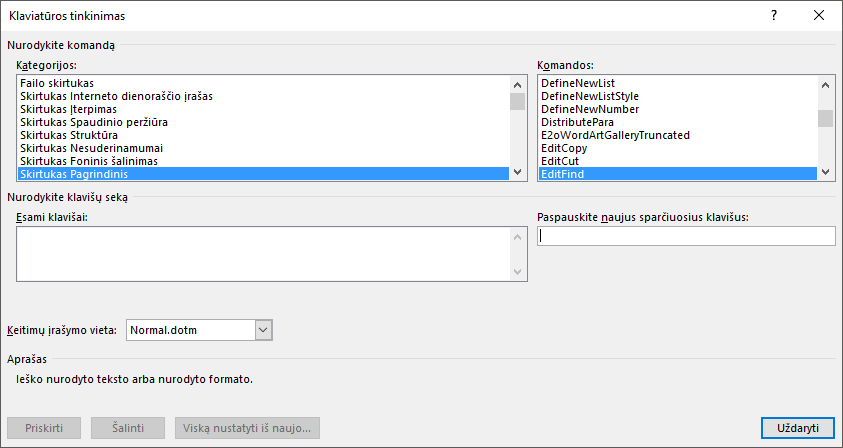 Klaviatūros tinkinimas
Nurodykite komandą
Kategorijos:
Komandos:
Failo skirtukas
Skirtukas Interneto dienoraščio įrašas
Skirtukas Įterpimas
Skirtukas Spaudinio peržiūra
Skirtukas Struktūra
Skirtukas Nesuderinamumai
Skirtukas Foninis šalinimas
Skirtukas Pagrindinis
DefineNewList
DefineNewListStyle
DefineNewNumber
DistributePara
E2oWordArtGalleryTruncated
EditCopy
EditCut
EditFind
Nurodykite klavišų seką
Esami klavišai:
Paspauskite naujus sparčiuosius klavišus:
Keitimų įrašymo vieta:
Normal.dotm
Aprašas
Ieško nurodyto teksto arba nurodyto formato.
Priskirti
Šalinti
Viską nustatyti iš naujo...
Uždaryti